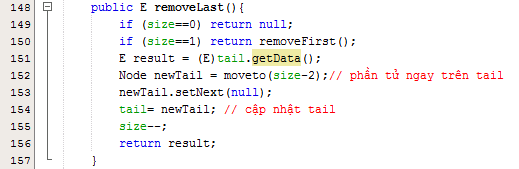 148 public E removeLast(){
149 if (size==0) return null;
150 if (size==1) return removeFirst();
151 E result = (E)tail.getData();
152 Node newTail = moveto(size-2);// phần tử ngay trên tail
153 newTail.setNext(null);
154 tail= newTail; // cập nhật tail
155 size--;
156 return result;
157 }